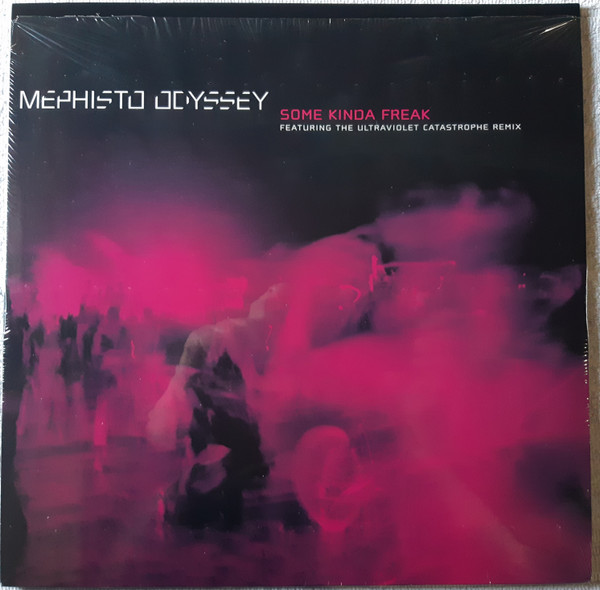 MEPHISTO ODYSSEY
SOME KINDA FREAK
FEATURING THE ULTRAVIOLET CATASTROPHE REMIX